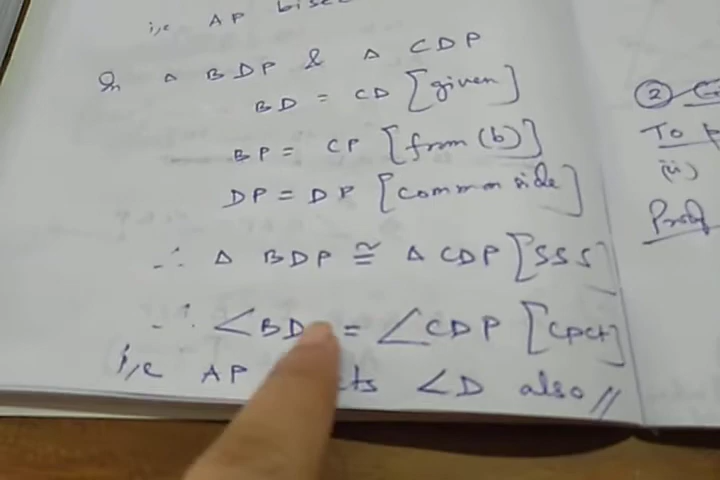 i,e AP
In Δ BDP & Δ CDP
BD = CD [given]
BP = CP [from (b)]
DP = DP [common side]
∴ Δ BDP ≅ Δ CDP [SSS]
∴ ∠BD = ∠CDP [CPCT]
i,e AP ∠D also //
2
To
(ii)
Proof